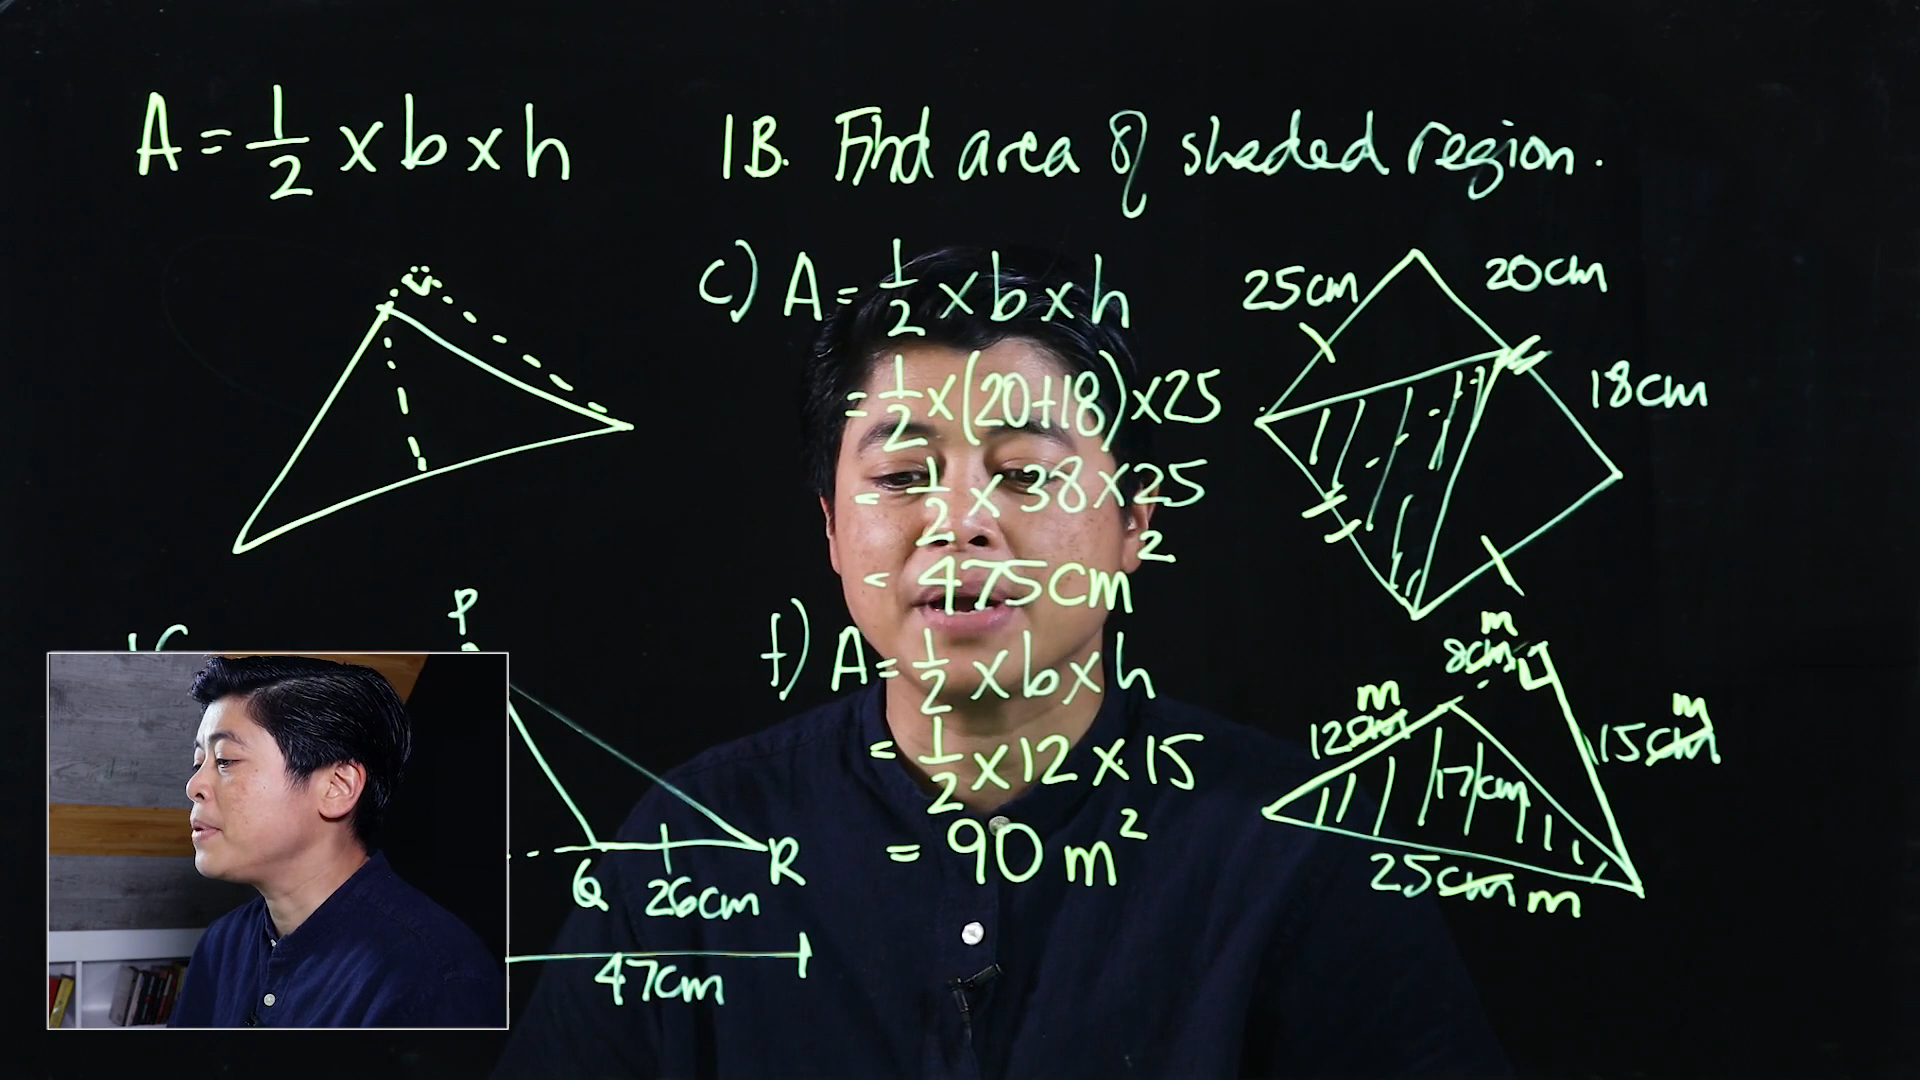 A = 1/2 x b x h
1B. Find area of shaded region.
c) A = 1/2 x b x h
= 1/2 x (20+18) x 25
= 1/2 x 38 x 25
= 475 cm²
25cm
20cm
18cm
f) A = 1/2 x b x h
= 1/2 x 12 x 15
= 90 m²
m
8cm
m
12cm
m
15cm
17cm
25cm m
P
Q
R
26cm
47cm